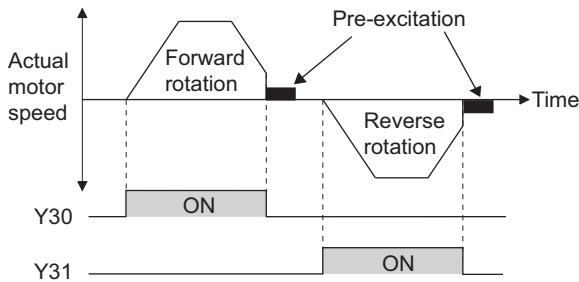 Pre-excitation
Actual
motor
speed
Forward
rotation
Time
Reverse
rotation
Y30
ON
Y31
ON